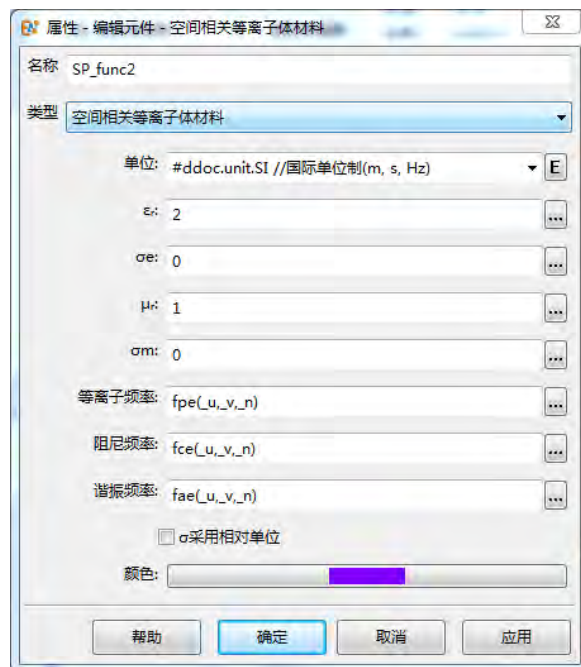 属性 - 编辑元件 - 空间相关等离子体材料
名称 SP_func2
类型 空间相关等离子体材料
单位: #ddoc.unit.SI //国际单位制(m, s, Hz) E
εr: 2 ...
σe: 0 ...
μr: 1 ...
σm: 0 ...
等离子频率: fpe(_u,_v,_n) ...
阻尼频率: fce(_u,_v,_n) ...
谐振频率: fae(_u,_v,_n) ...
σ采用相对单位
颜色:
帮助 确定 取消 应用